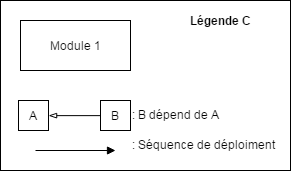 Légende C
Module 1
A B : B dépend de A
: Séquence de déploiment